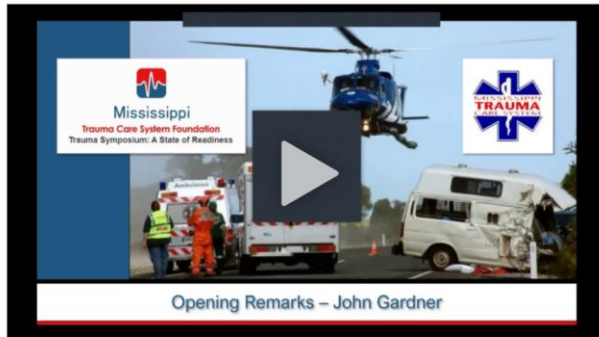 Mississippi
Trauma Care System Foundation
Trauma Symposium: A State of Readiness
MISSISSIPPI
TRAUMA
CARE SYSTEM
Ambulance
Opening Remarks – John Gardner